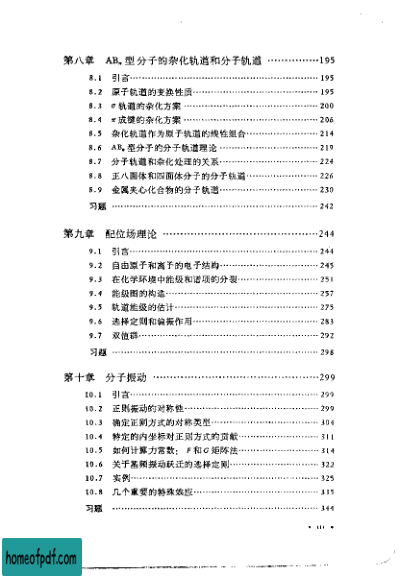 第八章 ABₙ型分子的杂化轨道和分子轨道 ……………195
8.1 引言……………195
8.2 原子轨道的变换性质……………195
8.3 σ轨道的杂化方案……………200
8.4 π成键的杂化方案……………206
8.5 杂化轨道作为原子轨道的线性组合……………214
8.6 ABₙ型分子的分子轨道理论……………219
8.7 分子轨道和杂化处理的关系……………224
8.8 正八面体和四面体分子的分子轨道……………226
8.9 金属夹心化合物的分子轨道……………230
习题……………242
第九章 配位场理论……………244
9.1 引言……………244
9.2 自由原子和离子的电子结构……………245
9.3 在化学环境中能级和谱项的分裂……………251
9.4 能级图的构造……………257
9.5 轨道能级的估计……………275
9.6 选择定则和偏振作用……………283
9.7 双值群……………292
习题……………298
第十章 分子振动……………299
10.1 引言……………299
10.2 正则振动的对称性……………299
10.3 确定正则方式的对称类型……………304
10.4 特定的内坐标对正则方式的贡献……………311
10.5 如何计算力常数：F和G矩阵法……………314
10.6 关于基频振动跃迁的选择定则……………322
10.7 实例……………325
10.8 几个重要的特殊效应……………335
习题……………344
• III •
homeofpdf.com